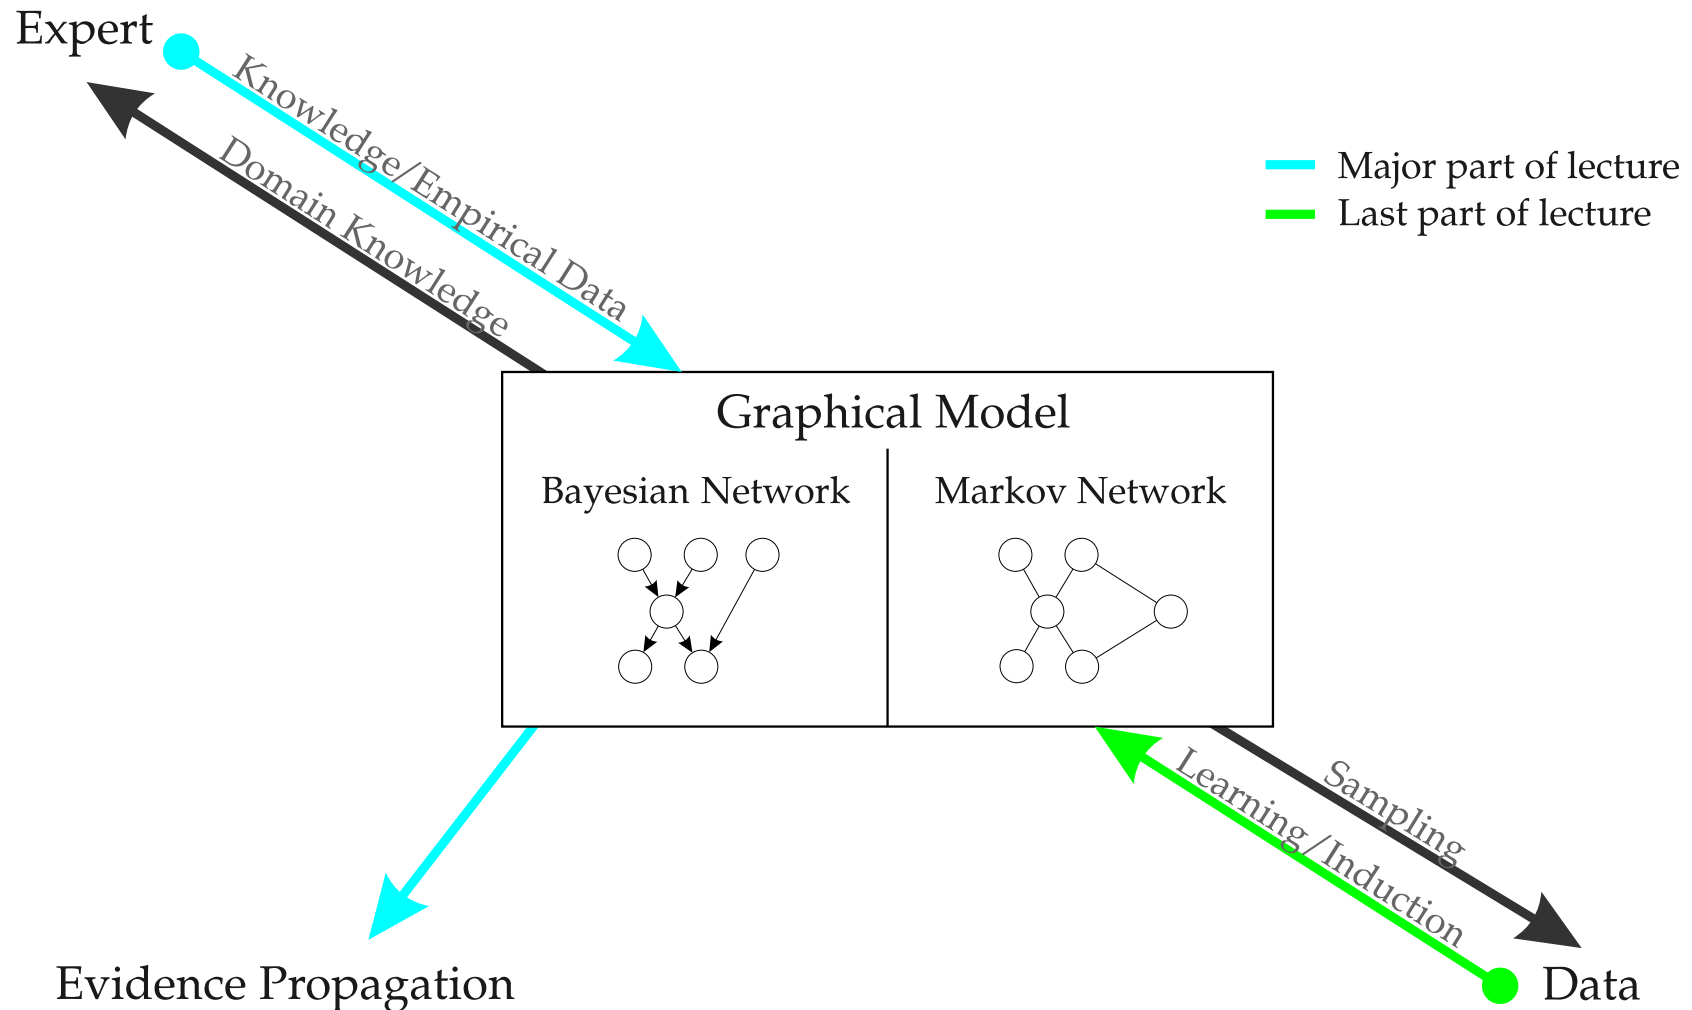 Expert
Knowledge/Empirical Data
Domain Knowledge
Major part of lecture
Last part of lecture
Graphical Model
Bayesian Network
Markov Network
Sampling
Learning/Induction
Evidence Propagation
Data